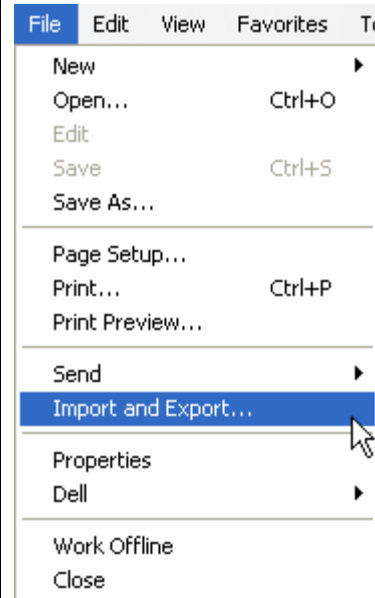 File Edit View Favorites
New
Open... Ctrl+O
Edit
Save Ctrl+S
Save As...
Page Setup...
Print... Ctrl+P
Print Preview...
Send
Import and Export...
Properties
Dell
Work Offline
Close